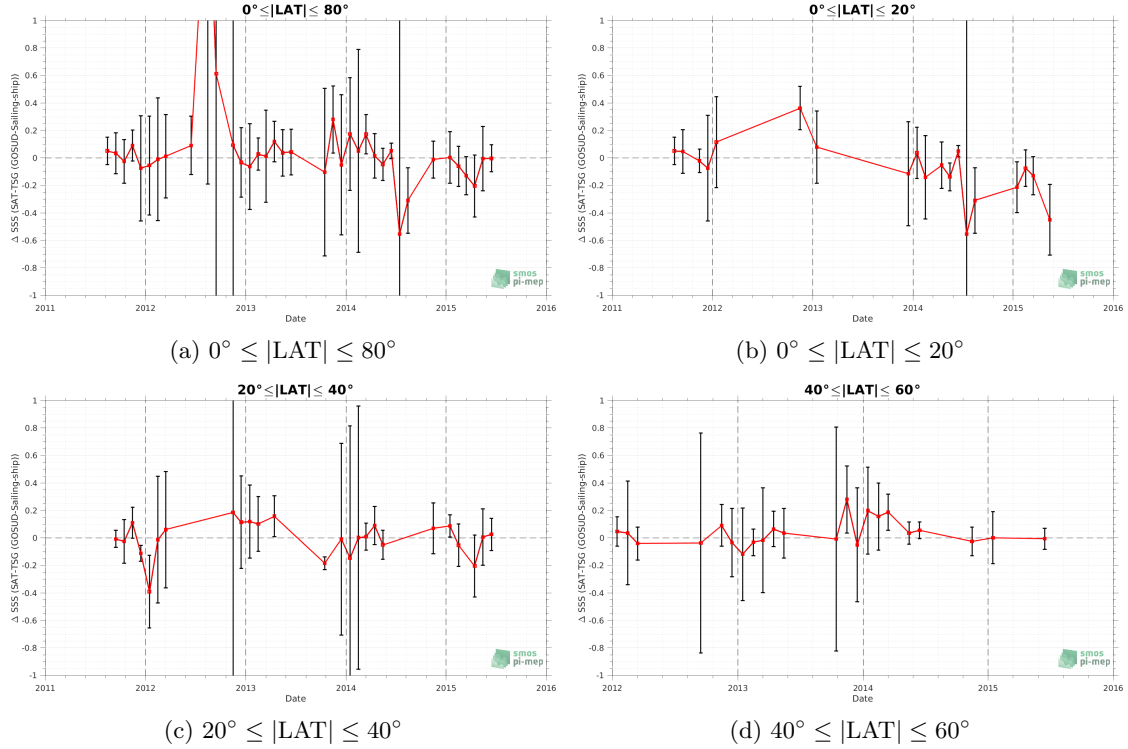 0°≤|LAT|≤ 80°
Δ SSS (SAT-TSG (GOSUD-Sailing-ship))
1
0.8
0.6
0.4
0.2
0
-0.2
-0.4
-0.6
-0.8
-1
2011 2012 2013 2014 2015 2016
Date
smos
pi-mep
(a) 0° ≤ |LAT| ≤ 80°
0°≤|LAT|≤ 20°
Δ SSS (SAT-TSG (GOSUD-Sailing-ship))
1
0.8
0.6
0.4
0.2
0
-0.2
-0.4
-0.6
-0.8
-1
2011 2012 2013 2014 2015 2016
Date
smos
pi-mep
(b) 0° ≤ |LAT| ≤ 20°
20°≤|LAT|≤ 40°
Δ SSS (SAT-TSG (GOSUD-Sailing-ship))
1
0.8
0.6
0.4
0.2
0
-0.2
-0.4
-0.6
-0.8
-1
2011 2012 2013 2014 2015 2016
Date
smos
pi-mep
(c) 20° ≤ |LAT| ≤ 40°
40°≤|LAT|≤ 60°
Δ SSS (SAT-TSG (GOSUD-Sailing-ship))
1
0.8
0.6
0.4
0.2
0
-0.2
-0.4
-0.6
-0.8
-1
2012 2013 2014 2015 2016
Date
smos
pi-mep
(d) 40° ≤ |LAT| ≤ 60°